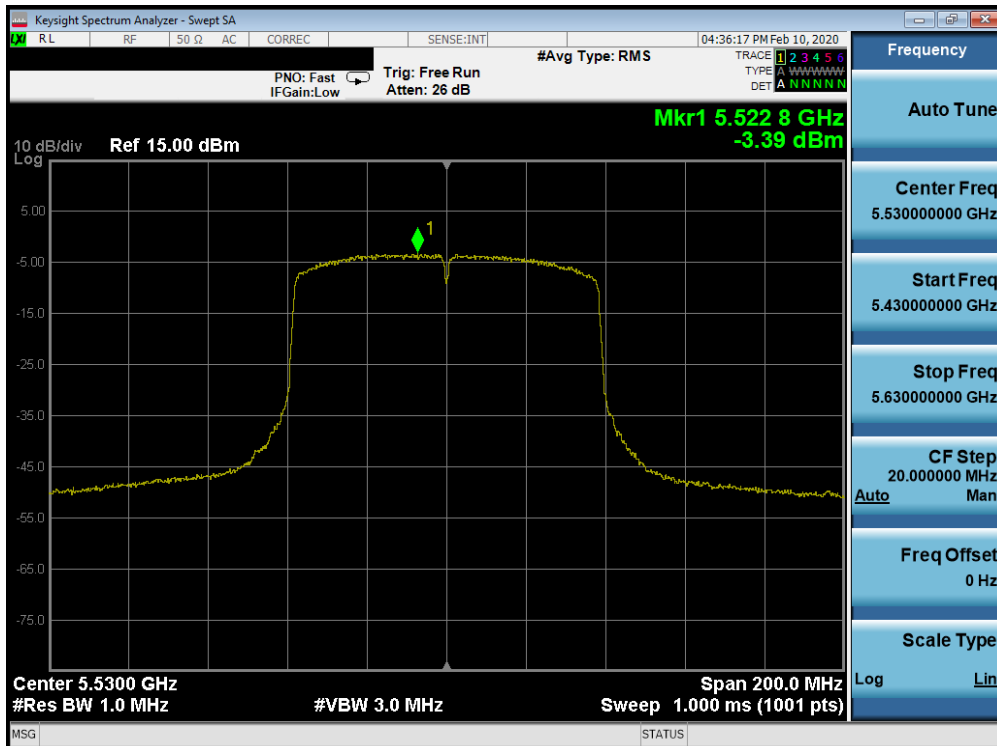 Keysight Spectrum Analyzer - Swept SA
LXI RL RF 50 Ω AC CORREC SENSE:INT 04:36:17 PM Feb 10, 2020
Frequency
PNO: Fast
IFGain:Low
Trig: Free Run
Atten: 26 dB
#Avg Type: RMS
TRACE 1 2 3 4 5 6
TYPE A WWWWW
DET A N N N N N
Auto Tune
Mkr1 5.522 8 GHz
-3.39 dBm
10 dB/div
Log
Ref 15.00 dBm
1
5.00
-5.00
-15.0
-25.0
-35.0
-45.0
-55.0
-65.0
-75.0
Center Freq
5.530000000 GHz
Start Freq
5.430000000 GHz
Stop Freq
5.630000000 GHz
CF Step
20.000000 MHz
Auto Man
Freq Offset
0 Hz
Scale Type
Log Lin
Center 5.5300 GHz
Span 200.0 MHz
#Res BW 1.0 MHz
#VBW 3.0 MHz
Sweep 1.000 ms (1001 pts)
MSG
STATUS